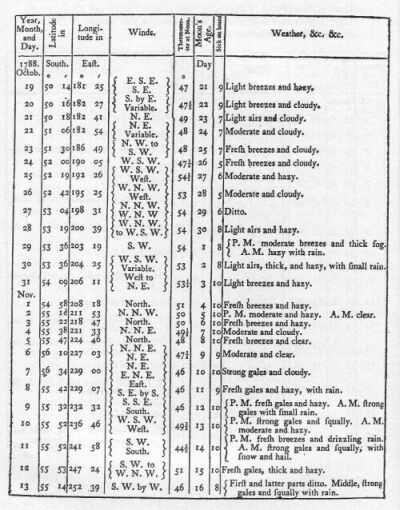 Year, Month, and Day. Latitude in Longitude in Winds. Thermometer at Noon. Moon's Age. Sick on board Weather, &c. &c.
1788. South. East. Day
Octob.
19 50 14 181 25 E. S. E. S. E. 47 21 9 Light breezes and hazy.
20 50 16 182 27 S. by E. Variable. 47½ 22 9 Light breezes and cloudy.
21 50 18 182 41 N. E. 49 23 7 Light airs and cloudy.
22 51 06 182 54 N. E. Variable. 48 24 7 Moderate and cloudy.
23 51 30 186 49 N. W. to S. W. 48 25 7 Fresh breezes and cloudy.
24 52 00 190 05 W. S. W. 47½ 26 5 Fresh breezes and cloudy.
25 52 19 192 26 W. S. W. West. 54½ 27 6 Moderate and hazy.
26 52 42 195 25 W. N. W. West. 53 28 5 Moderate and cloudy.
27 53 04 198 31 N. N. W. W. N. W 54 29 6 Ditto.
28 53 19 200 39 W. N. W. to W. S. W. 54 30 8 Light airs and hazy.
29 53 36 203 19 S. W. 54 1 8 P. M. moderate breezes and thick fog. A. M. hazy with rain.
30 53 36 204 25 W. S. W. Variable. 53 2 8 Light airs, thick, and hazy, with small rain.
31 54 09 206 11 West to N. E. 53½ 3 10 Light breezes and hazy.
Nov.
1 54 58 208 18 North. 51 4 10 Fresh breezes and hazy.
2 55 211 53 N. N. W. 50 5 10 P. M. moderate and hazy. A. M. clear.
3 55 22 218 47 North. 50 6 10 Fresh breezes and hazy.
4 55 38 221 33 N. N. W. 49½ 7 10 Moderate and cloudy.
5 55 47 224 46 North. 48 8 10 Fresh breezes and clear.
6 56 10 227 03 N. N. E. N. E. 47½ 9 9 Moderate and clear.
7 56 34 229 00 N. E. E. N. E. 46 10 10 Strong gales and cloudy.
8 55 42 229 07 East. S. E. by S. 46 11 9 Fresh gales and hazy, with rain.
9 55 32 232 32 S. S. E. South. 46 12 10 P. M. fresh gales and hazy. A. M. strong gales with small rain.
10 55 52 236 46 W. S. W. West. 49½ 13 10 P. M. strong gales and squally. A. M. moderate and hazy.
11 55 52 241 58 S. W. South. 44½ 14 10 P. M. fresh breezes and drizzling rain. A. M. strong gales and squally, with snow and hail.
12 55 53 247 24 S. W. to N. W. 51 15 10 Fresh gales, thick and hazy.
13 55 14 252 39 S. W. by W. 46 16 8 First and latter parts ditto. Middle, strong gales and squally with rain.